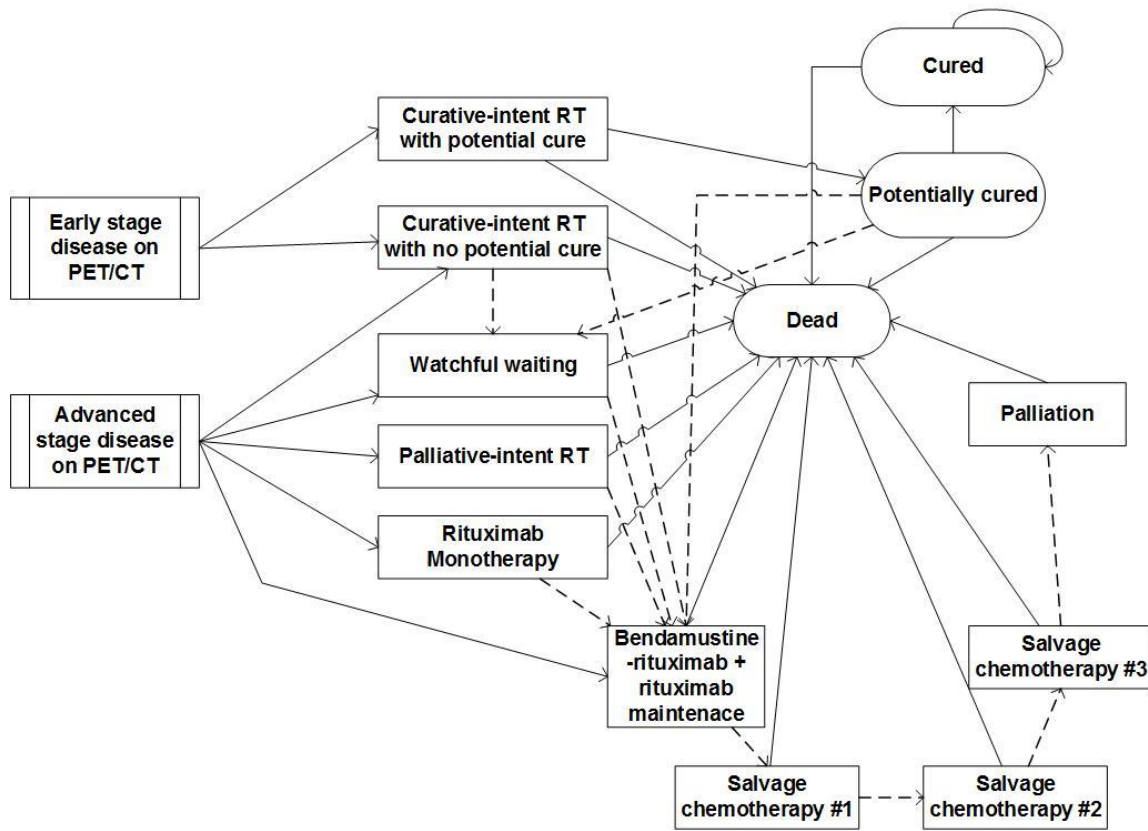 Cured
Curative-intent RT
with potential cure
Potentially cured
Early stage
disease on
PET/CT
Curative-intent RT
with no potential cure
Dead
Watchful waiting
Advanced
stage disease
on PET/CT
Palliation
Palliative-intent RT
Rituximab
Monotherapy
Bendamustine
-rituximab +
rituximab
maintenace
Salvage
chemotherapy #3
Salvage
chemotherapy #1
Salvage
chemotherapy #2